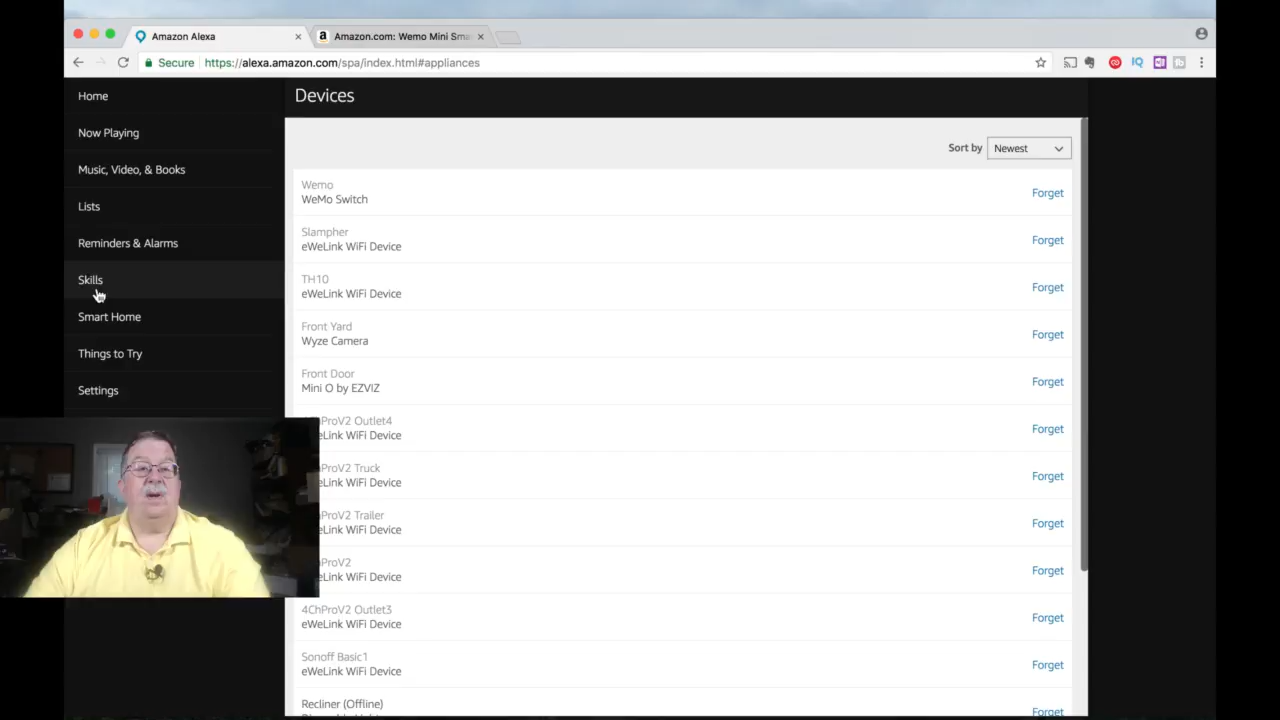 Amazon Alexa
Amazon.com: Wemo Mini Sma
Secure https://alexa.amazon.com/spa/index.html#appliances
Home
Now Playing
Music, Video, & Books
Lists
Reminders & Alarms
Skills
Smart Home
Things to Try
Settings
Devices
Sort by Newest
Wemo
WeMo Switch
Forget
Slampher
eWeLink WiFi Device
Forget
TH10
eWeLink WiFi Device
Forget
Front Yard
Wyze Camera
Forget
Front Door
Mini O by EZVIZ
Forget
ChProV2 Outlet4
eLink WiFi Device
Forget
ProV2 Truck
eLink WiFi Device
Forget
ProV2 Trailer
eLink WiFi Device
Forget
ProV2
eLink WiFi Device
Forget
4ChProV2 Outlet3
eWeLink WiFi Device
Forget
Sonoff Basic1
eWeLink WiFi Device
Forget
Recliner (Offline)
Forget